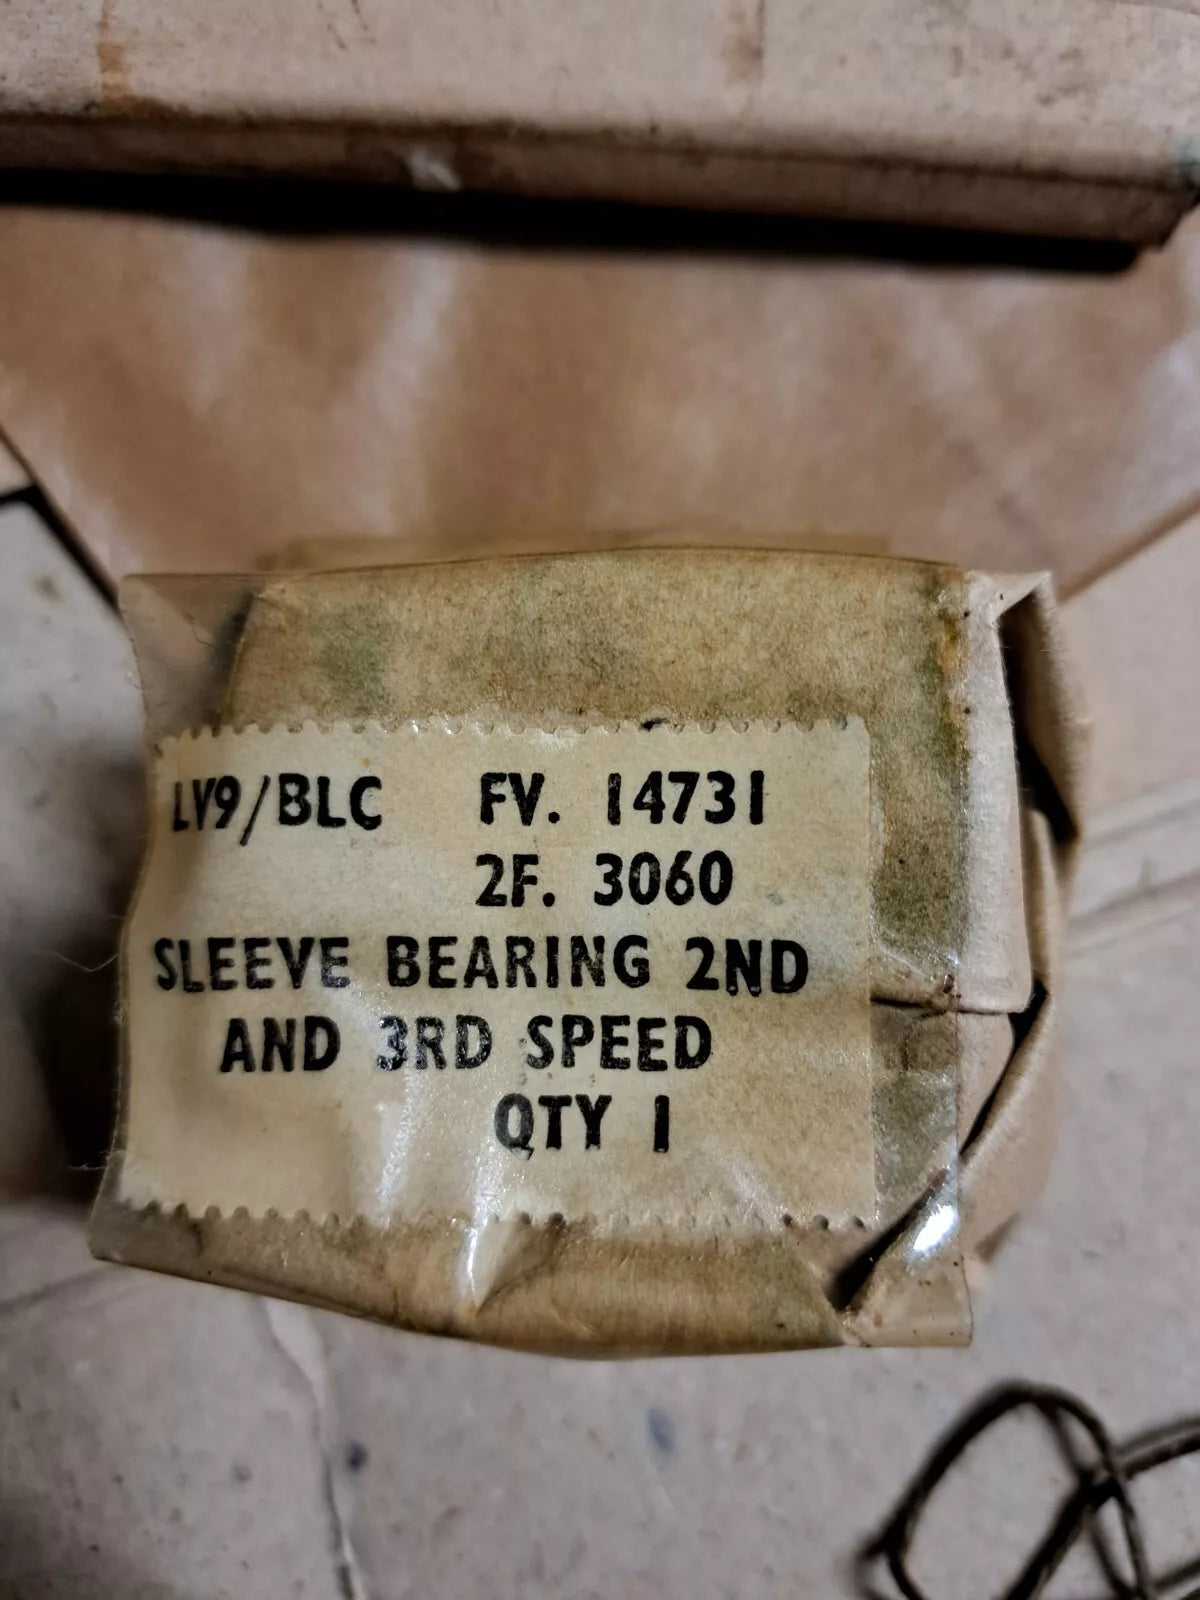 LV9/BLC FV. 14731
2F. 3060
SLEEVE BEARING 2ND
AND 3RD SPEED
QTY 1